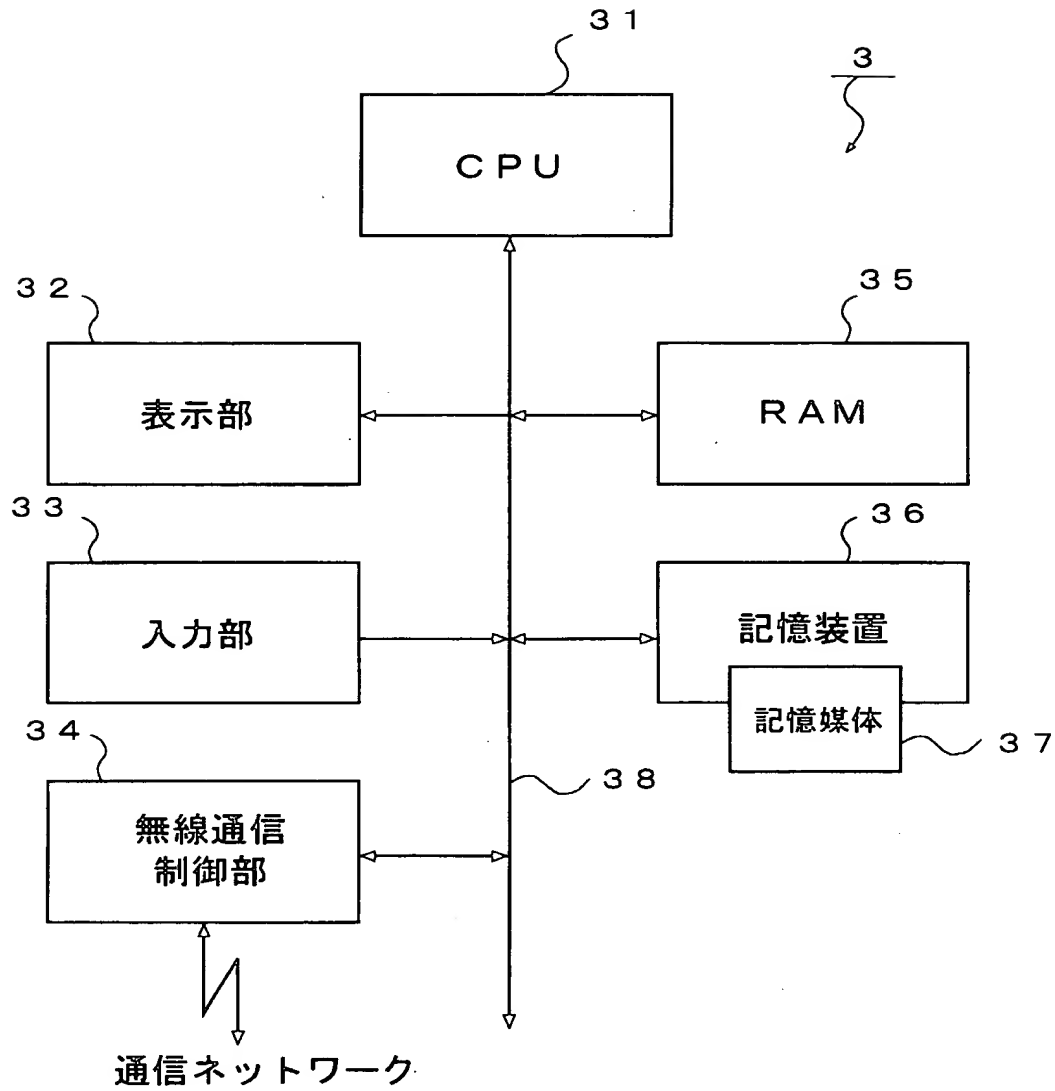 ３１
３
ＣＰＵ
３２
３５
表示部
ＲＡＭ
３３
３６
入力部
記憶装置
記憶媒体
３７
３４
３８
無線通信
制御部
通信ネットワーク